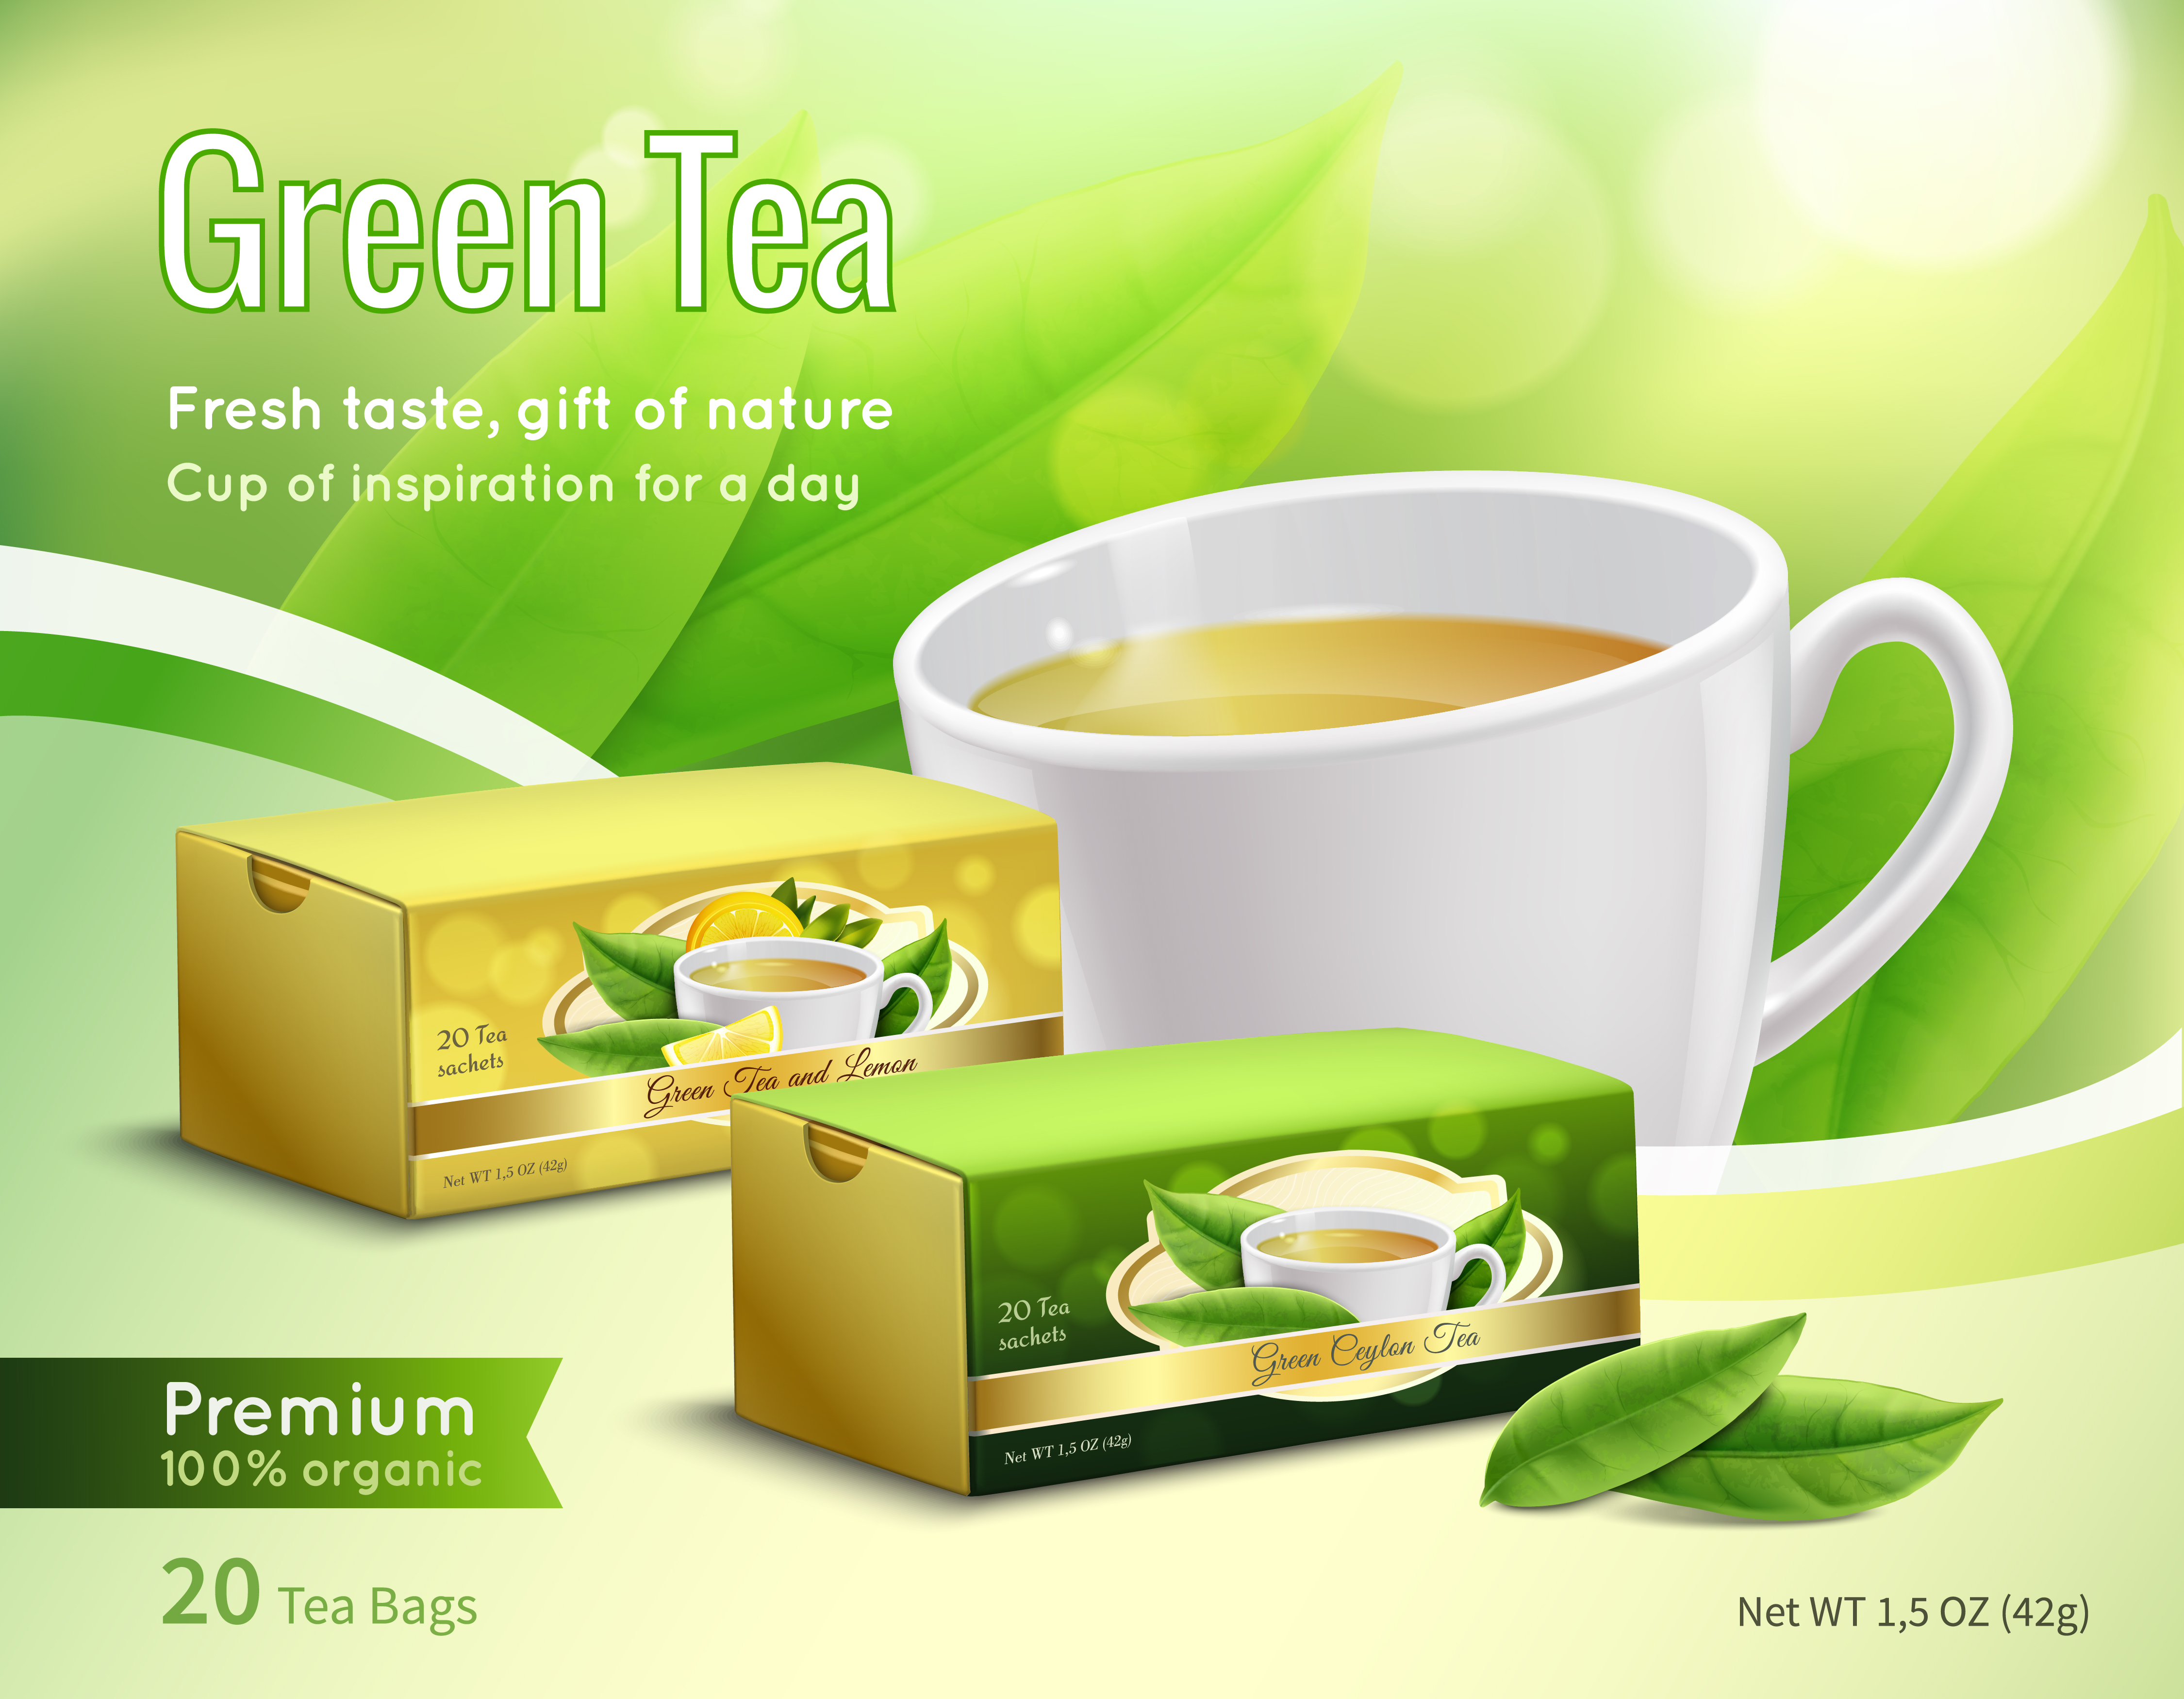 Green Tea
Fresh taste, gift of nature
Cup of inspiration for a day
20 Tea
sachets
Green Tea and Lemon
Net WT 1,5 OZ (42g)
20 Tea
sachets
Green Ceylon Tea
Net WT 1,5 OZ (42g)
Premium
100% organic
20 Tea Bags
Net WT 1,5 OZ (42g)